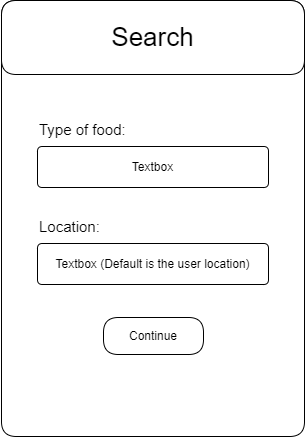 Search
Type of food:
Textbox
Location:
Textbox (Default is the user location)
Continue